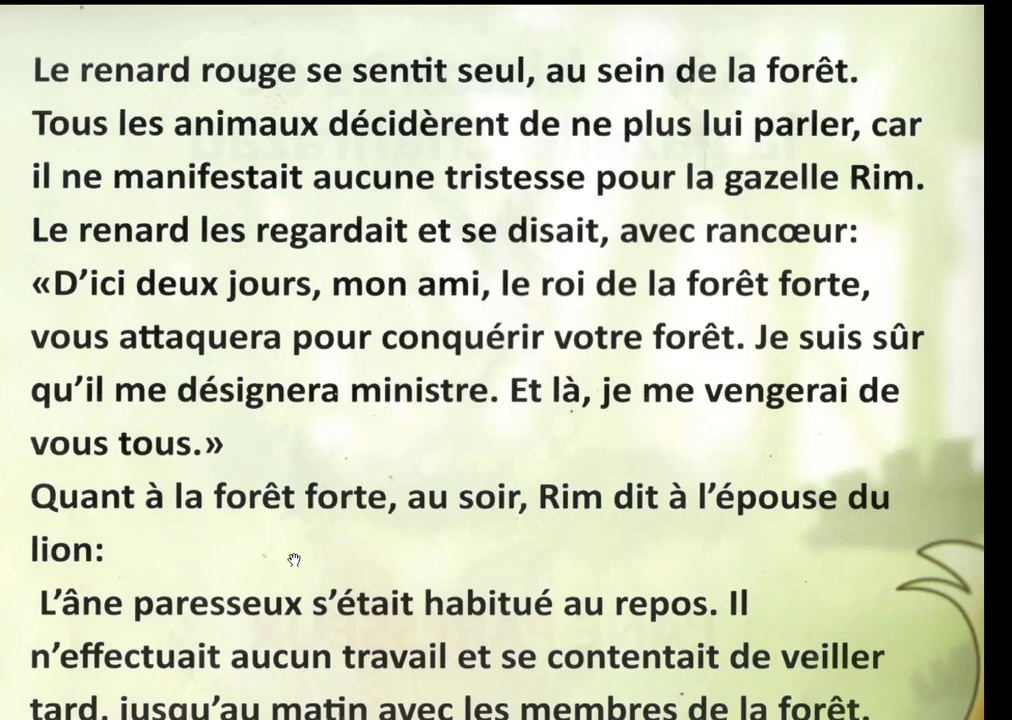 Le renard rouge se sentit seul, au sein de la forêt.
Tous les animaux décidèrent de ne plus lui parler, car
il ne manifestait aucune tristesse pour la gazelle Rim.
Le renard les regardait et se disait, avec rancœur:
«D’ici deux jours, mon ami, le roi de la forêt forte,
vous attaquera pour conquérir votre forêt. Je suis sûr
qu’il me désignera ministre. Et là, je me vengerai de
vous tous.»
Quant à la forêt forte, au soir, Rim dit à l’épouse du
lion:
L’âne paresseux s’était habitué au repos. Il
n’effectuait aucun travail et se contentait de veiller
tard, jusqu’au matin avec les membres de la forêt.